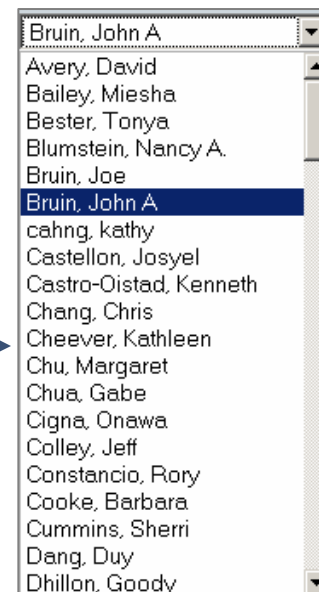 Bruin, John A
Avery, David
Bailey, Miesha
Bester, Tonya
Blumstein, Nancy A.
Bruin, Joe
Bruin, John A
cahng, kathy
Castellon, Josyel
Castro-Oistad, Kenneth
Chang, Chris
Cheever, Kathleen
Chu, Margaret
Chua, Gabe
Cigna, Onawa
Colley, Jeff
Constancio, Rory
Cooke, Barbara
Cummins, Sherri
Dang, Duy
Dhillon, Goody